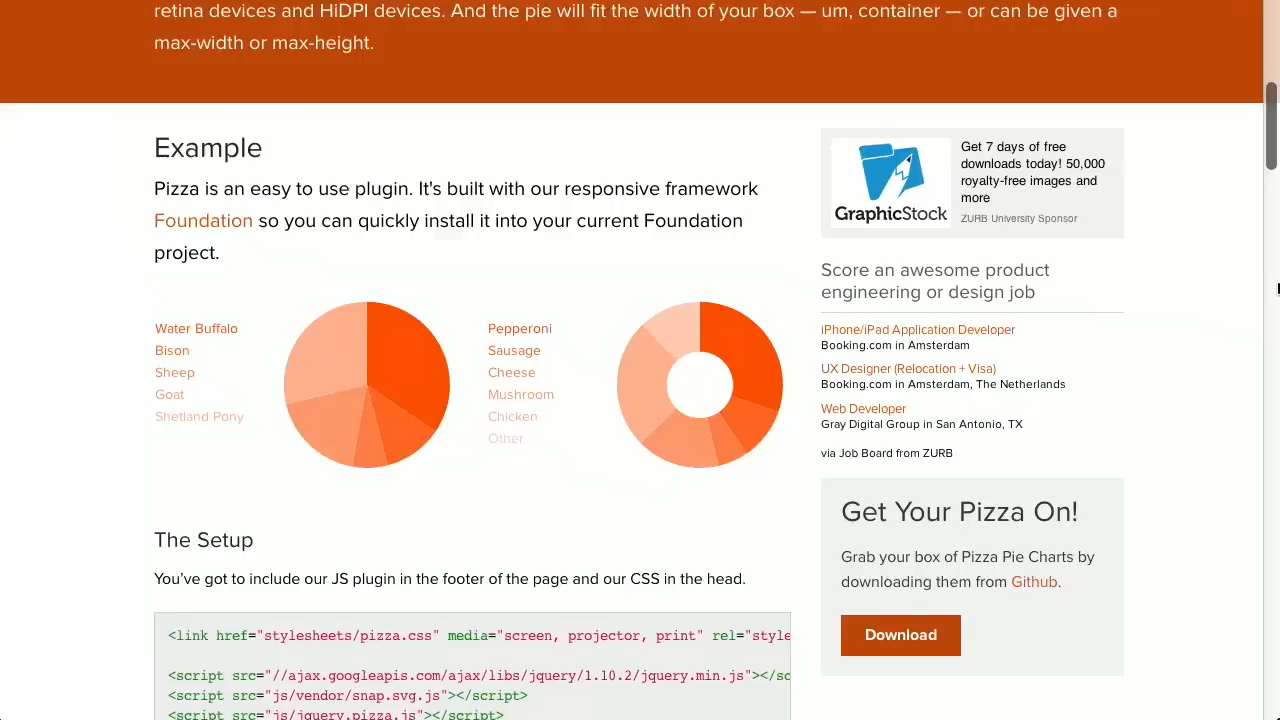 retina devices and HiDPI devices. And the pie will fit the width of your box — um, container — or can be given a
max-width or max-height.
Example
Pizza is an easy to use plugin. It's built with our responsive framework
Foundation so you can quickly install it into your current Foundation
project.
Water Buffalo
Bison
Sheep
Goat
Shetland Pony
Pepperoni
Sausage
Cheese
Mushroom
Chicken
Other
The Setup
You've got to include our JS plugin in the footer of the page and our CSS in the head.
<link href="stylesheets/pizza.css" media="screen, projector, print" rel="style
<script src="//ajax.googleapis.com/ajax/libs/jquery/1.10.2/jquery.min.js"></sc
<script src="js/vendor/snap.svg.js"></script>
<script src="js/jquery.pizza.js"></script>
GraphicStock
Get 7 days of free
downloads today! 50,000
royalty-free images and
more
ZURB University Sponsor
Score an awesome product
engineering or design job
iPhone/iPad Application Developer
Booking.com in Amsterdam
UX Designer (Relocation + Visa)
Booking.com in Amsterdam, The Netherlands
Web Developer
Gray Digital Group in San Antonio, TX
via Job Board from ZURB
Get Your Pizza On!
Grab your box of Pizza Pie Charts by
downloading them from Github.
Download